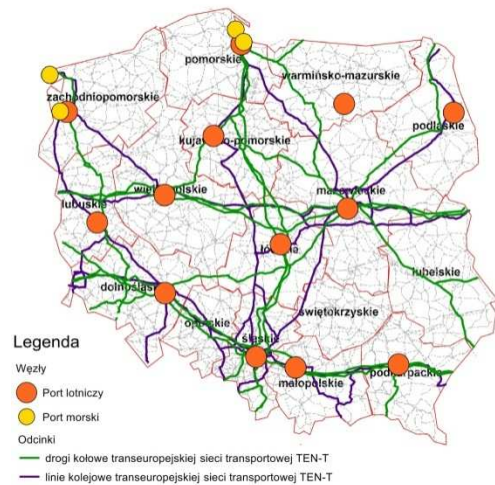 pomorskie
warmińsko-mazurskie
zachodniopomorskie
podlaskie
kujawsko-pomorskie
wielkopolskie
mazowieckie
lubuskie
łódzkie
lubelskie
dolnośląskie
opolskie
świętokrzyskie
śląskie
małopolskie
podkarpackie
Legenda
Węzły
Port lotniczy
Port morski
Odcinki
drogi kołowe transeuropejskiej sieci transportowej TEN-T
linie kolejowe transeuropejskiej sieci transportowej TEN-T